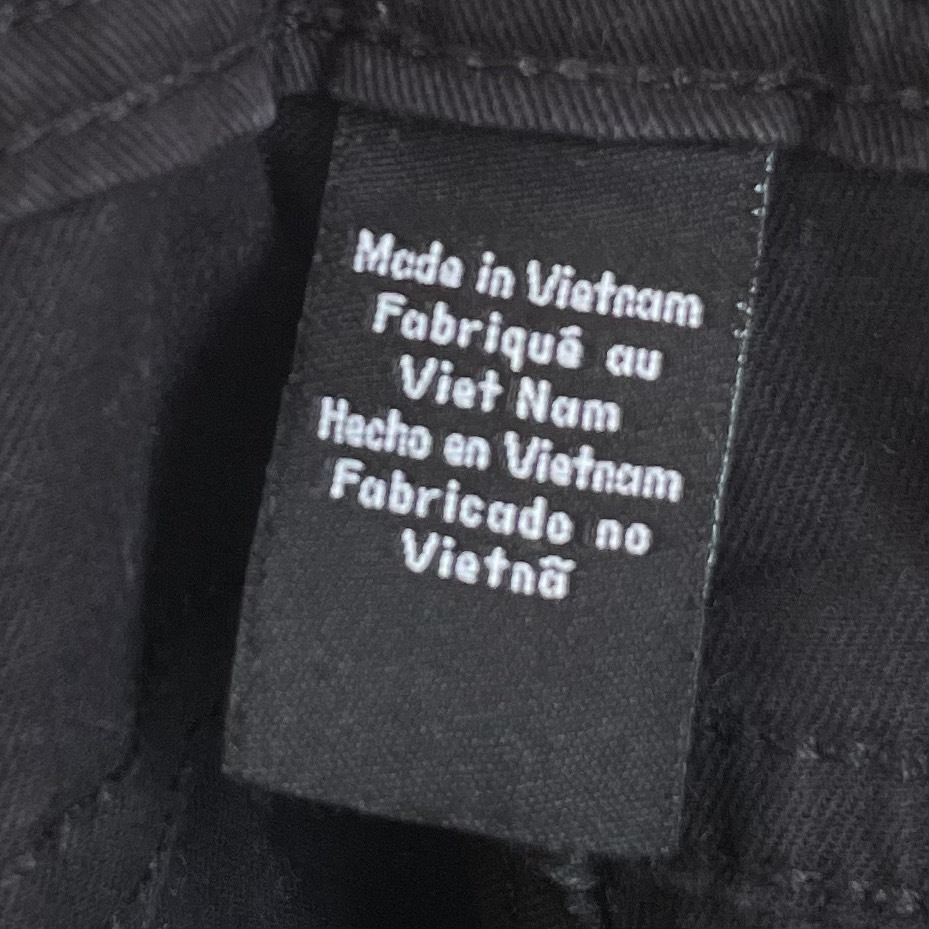 Made in Vietnam
Fabriqué au
Viet Nam
Hecho en Vietnam
Fabricado no
Vietnã